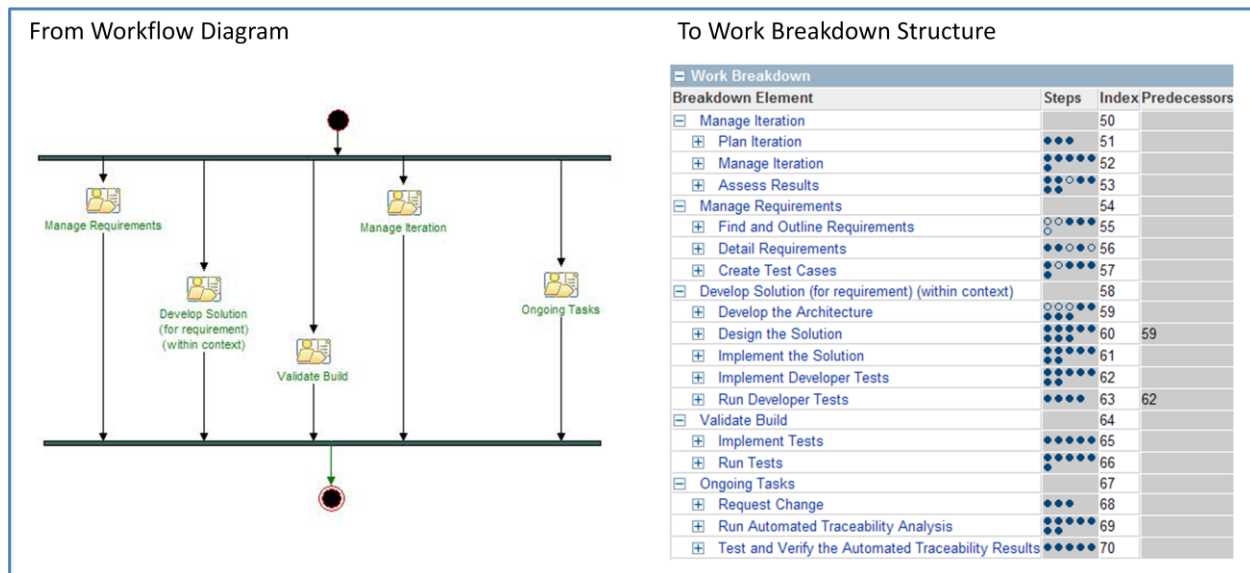 From Workflow Diagram
Manage Requirements
Manage Iteration
Develop Solution
(for requirement)
(within context)
Ongoing Tasks
Validate Build
To Work Breakdown Structure
Work Breakdown
Breakdown Element Steps Index Predecessors
Manage Iteration 50
Plan Iteration 51
Manage Iteration 52
Assess Results 53
Manage Requirements 54
Find and Outline Requirements 55
Detail Requirements 56
Create Test Cases 57
Develop Solution (for requirement) (within context) 58
Develop the Architecture 59
Design the Solution 60 59
Implement the Solution 61
Implement Developer Tests 62
Run Developer Tests 63 62
Validate Build 64
Implement Tests 65
Run Tests 66
Ongoing Tasks 67
Request Change 68
Run Automated Traceability Analysis 69
Test and Verify the Automated Traceability Results 70